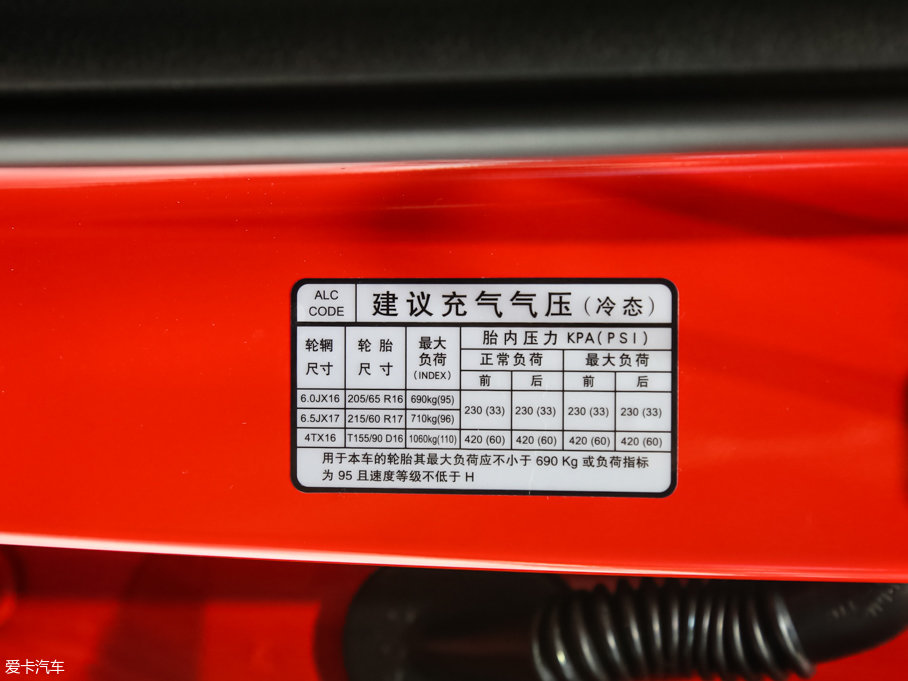 ALC
CODE
建议充气气压(冷态)
轮辋
尺寸
轮胎
尺寸
最大
负荷
(INDEX)
胎内压力 KPA(PSI)
正常负荷 最大负荷
前 后 前 后
6.0JX16 205/65 R16 690kg(95)
6.5JX17 215/60 R17 710kg(96)
230 (33) 230 (33) 230 (33) 230 (33)
4TX16 T155/90 D16 1060kg(110) 420 (60) 420 (60) 420 (60) 420 (60)
用于本车的轮胎其最大负荷应不小于 690 Kg 或负荷指标
为 95 且速度等级不低于 H
爱卡汽车